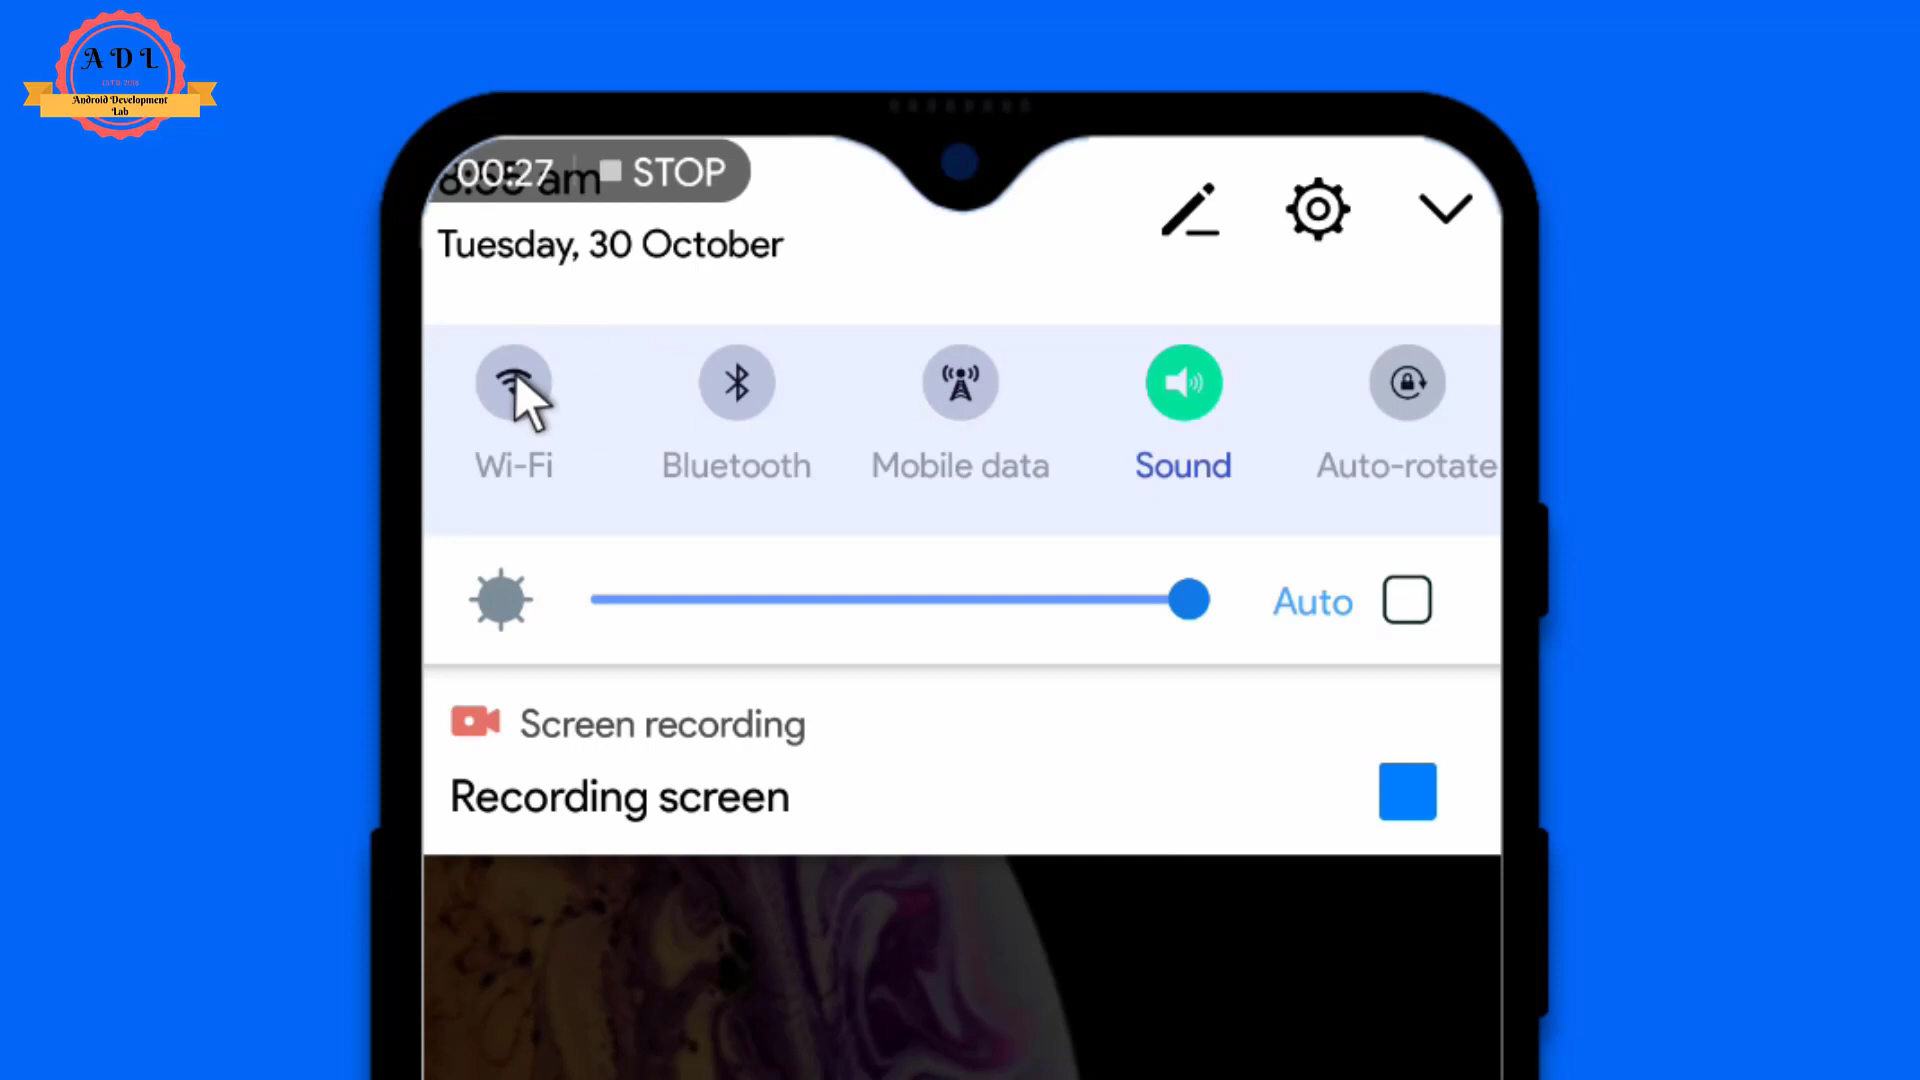 A D L
Android Development
Lab
00:27 STOP
am
Tuesday, 30 October
Wi-Fi
Bluetooth
Mobile data
Sound
Auto-rotate
Auto
Screen recording
Recording screen